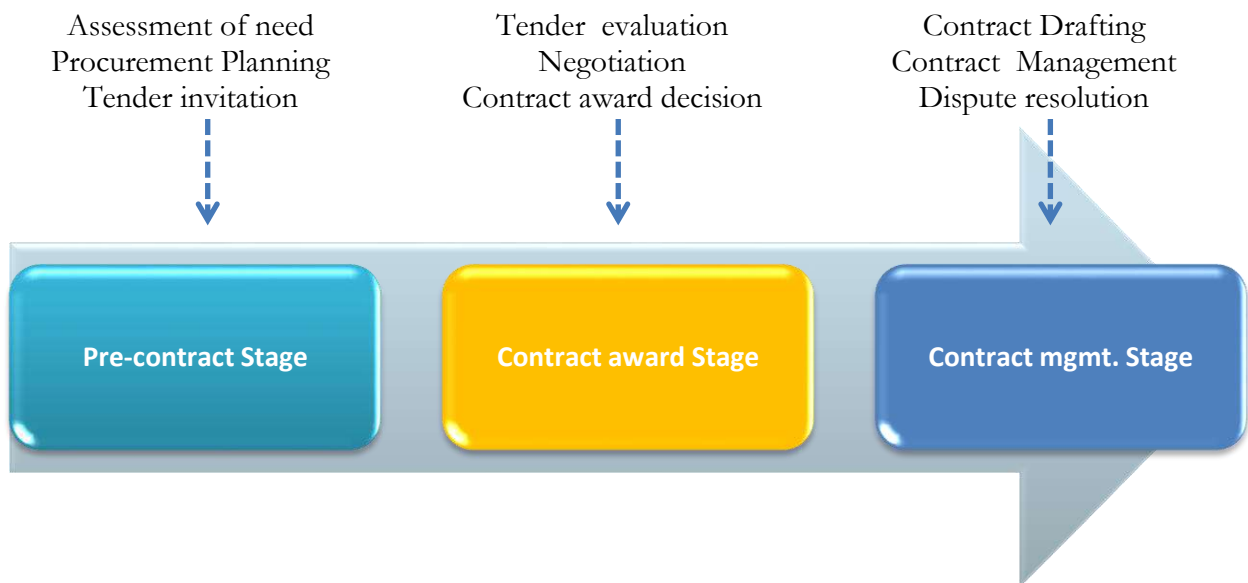 Assessment of need
Procurement Planning
Tender invitation
Tender evaluation
Negotiation
Contract award decision
Contract Drafting
Contract Management
Dispute resolution
Pre-contract Stage
Contract award Stage
Contract mgmt. Stage